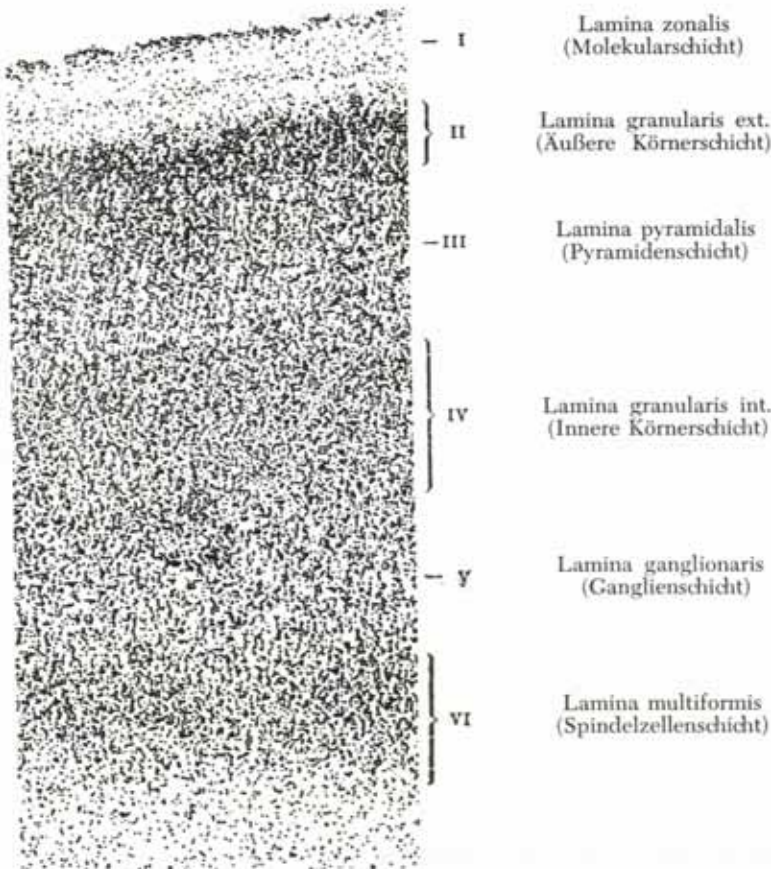 I Lamina zonalis
(Molekularschicht)
II Lamina granularis ext.
(Äußere Körnerschicht)
III Lamina pyramidalis
(Pyramidenschicht)
IV Lamina granularis int.
(Innere Körnerschicht)
V Lamina ganglionaris
(Ganglienschicht)
VI Lamina multiformis
(Spindelzellenschicht)